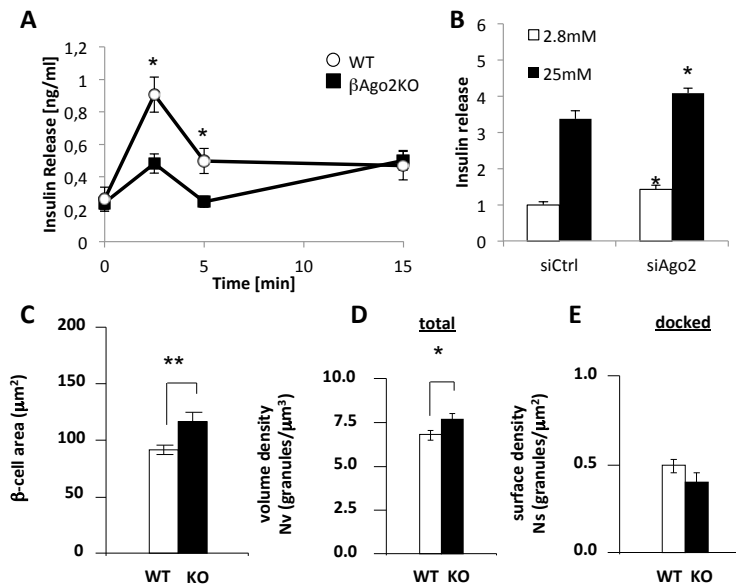 A
Insulin Release [ng/ml]
1,2
1
0,8
0,6
0,4
0,2
0
*
*
WT
βAgo2KO
0
5
15
Time [min]
B
Insulin release
6
5
4
3
2
1
0
2.8mM
25mM
*
*
siCtrl
siAgo2
C
β-cell area (μm²)
200
150
100
50
0
**
WT KO
D
total
volume density
Nv (granules/μm³)
10.0
7.5
5.0
2.5
0.0
*
WT KO
E
docked
surface density
Ns (granules/μm²)
1.0
0.5
0.0
WT KO